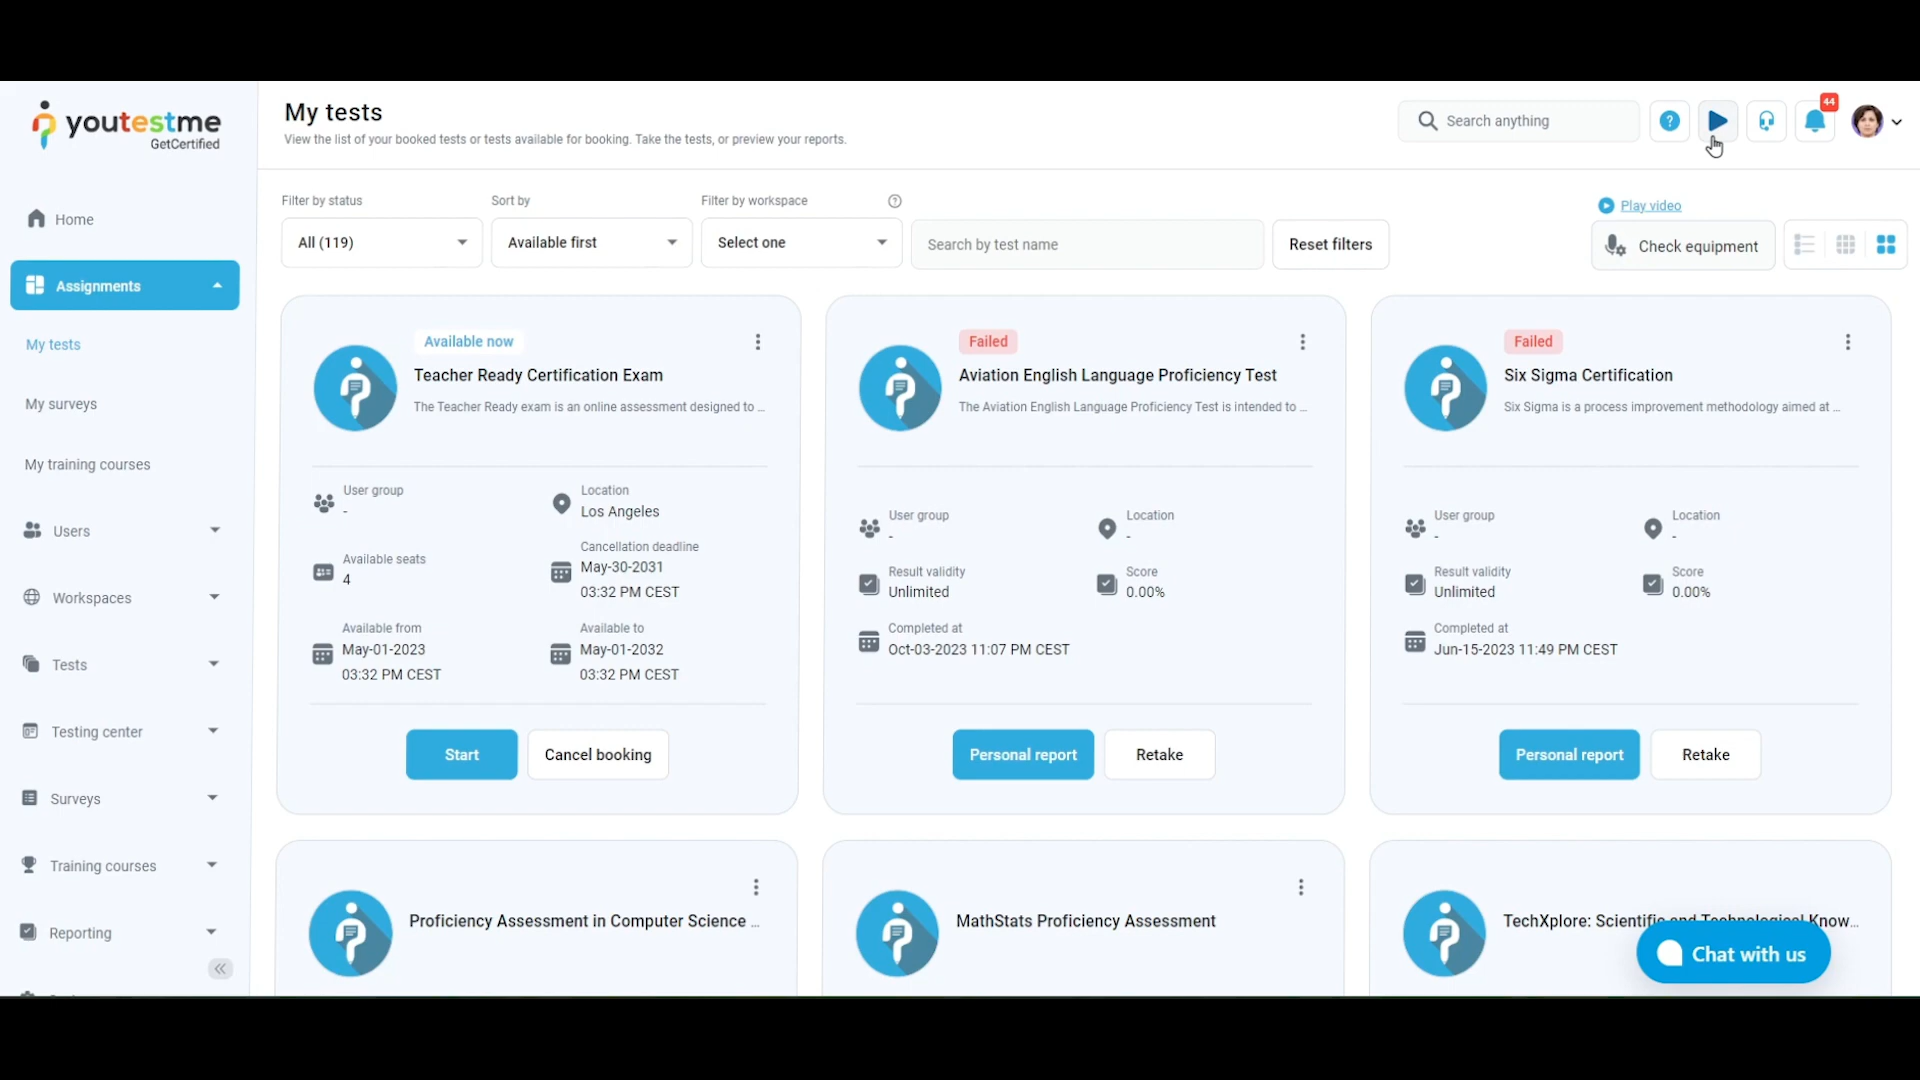 youtestme
GetCertified
My tests
View the list of your booked tests or tests available for booking. Take the tests, or preview your reports.
Search anything
?
44
Home
Assignments
My tests
My surveys
My training courses
Users
Workspaces
Tests
Testing center
Surveys
Training courses
Reporting
Filter by status
All (119)
Sort by
Available first
Filter by workspace
?
Select one
Search by test name
Reset filters
Play video
Check equipment
Available now
Teacher Ready Certification Exam
The Teacher Ready exam is an online assessment designed to ...
User group
-
Location
Los Angeles
Available seats
4
Cancellation deadline
May-30-2031
03:32 PM CEST
Available from
May-01-2023
03:32 PM CEST
Available to
May-01-2032
03:32 PM CEST
Start
Cancel booking
Failed
Aviation English Language Proficiency Test
The Aviation English Language Proficiency Test is intended to ...
User group
-
Location
-
Result validity
Unlimited
Score
0.00%
Completed at
Oct-03-2023 11:07 PM CEST
Personal report
Retake
Failed
Six Sigma Certification
Six Sigma is a process improvement methodology aimed at ...
User group
-
Location
-
Result validity
Unlimited
Score
0.00%
Completed at
Jun-15-2023 11:49 PM CEST
Personal report
Retake
Proficiency Assessment in Computer Science ...
MathStats Proficiency Assessment
TechXplore: Scientific and Technological Know...
Chat with us